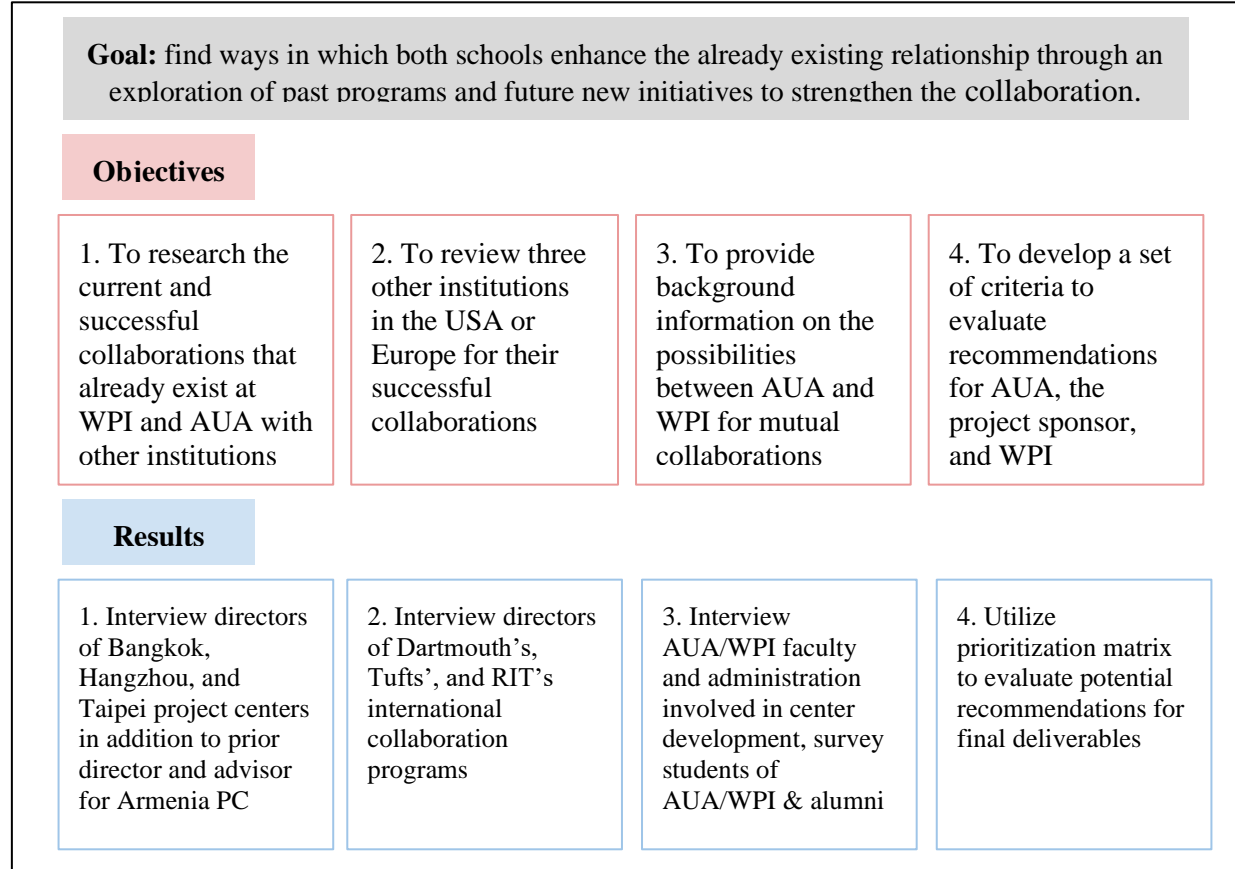 Goal: find ways in which both schools enhance the already existing relationship through an
exploration of past programs and future new initiatives to strengthen the collaboration.
Objectives
1. To research the
current and
successful
collaborations that
already exist at
WPI and AUA with
other institutions
2. To review three
other institutions
in the USA or
Europe for their
successful
collaborations
3. To provide
background
information on the
possibilities
between AUA and
WPI for mutual
collaborations
4. To develop a set
of criteria to
evaluate
recommendations
for AUA, the
project sponsor,
and WPI
Results
1. Interview directors
of Bangkok,
Hangzhou, and
Taipei project centers
in addition to prior
director and advisor
for Armenia PC
2. Interview directors
of Dartmouth’s,
Tufts’, and RIT’s
international
collaboration
programs
3. Interview
AUA/WPI faculty
and administration
involved in center
development, survey
students of
AUA/WPI & alumni
4. Utilize
prioritization matrix
to evaluate potential
recommendations for
final deliverables